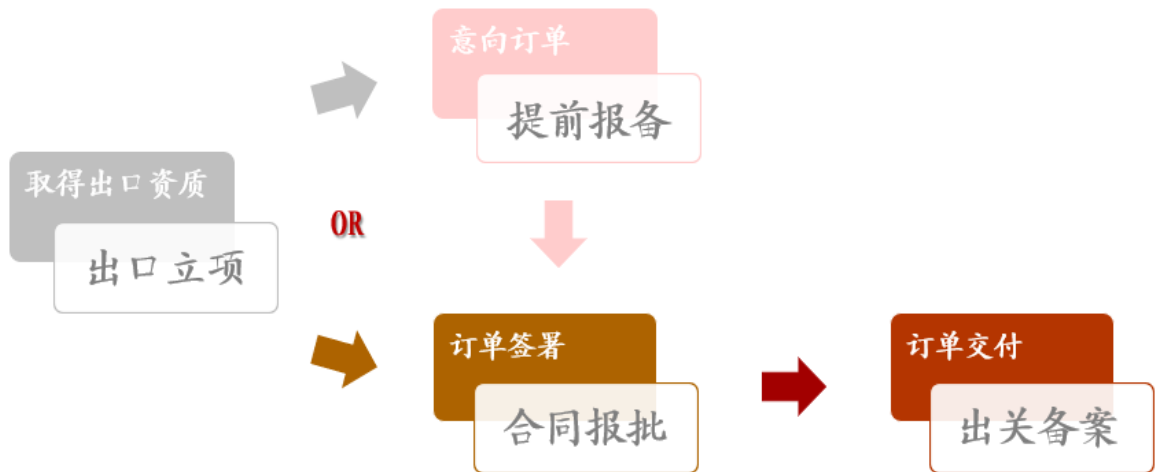 意向订单
提前报备
取得出口资质
出口立项
OR
订单签署
合同报批
订单交付
出关备案